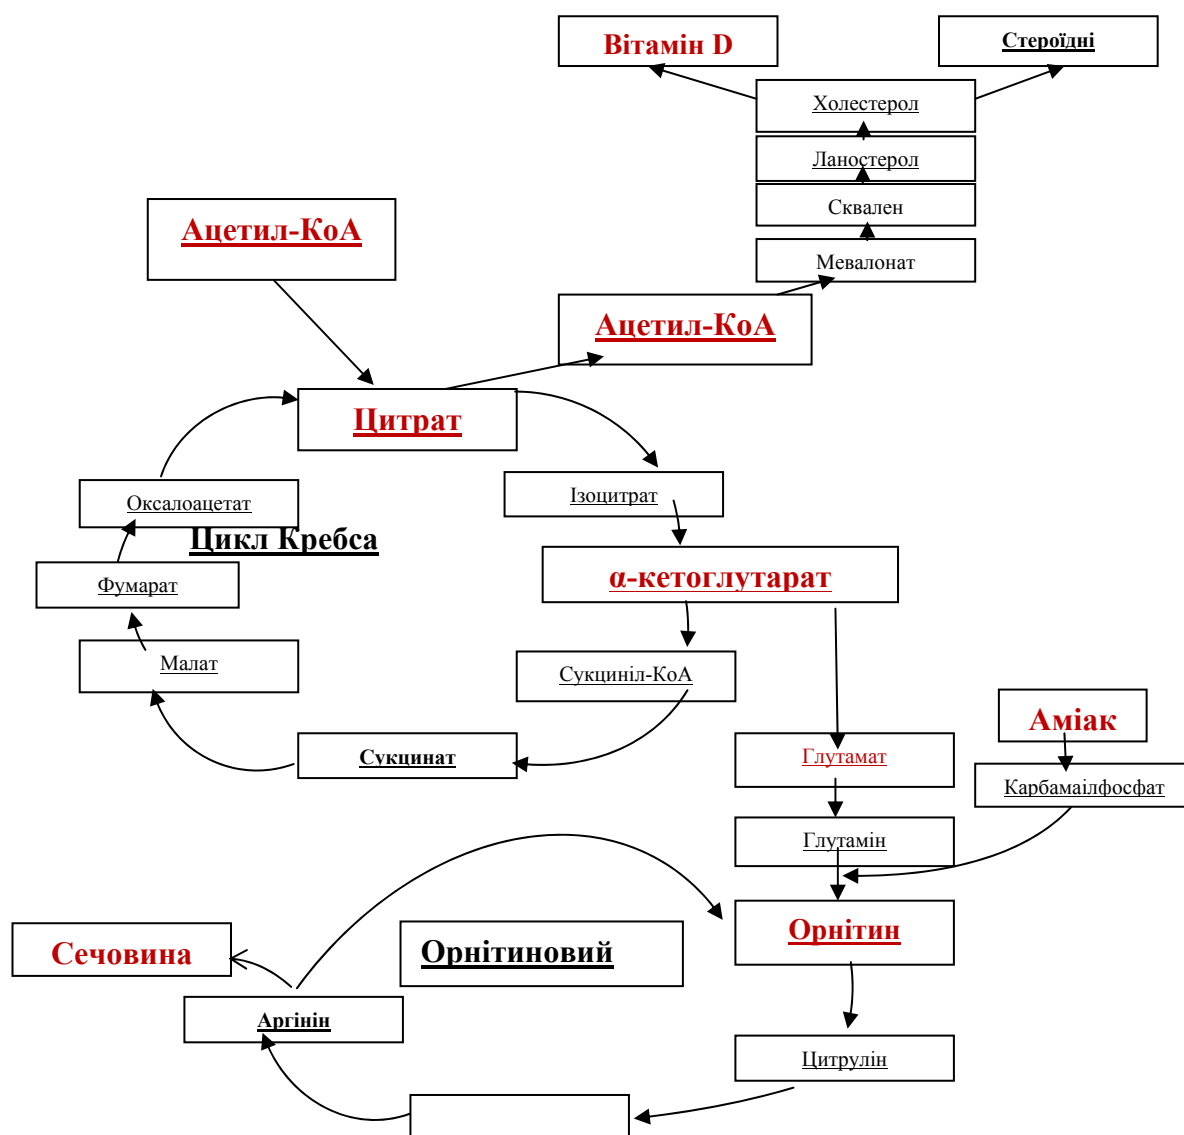 Вітамін D
Стероїдні
Холестерол
Ланостерол
Сквален
Мевалонат
Ацетил-КоА
Ацетил-КоА
Цитрат
Оксалоацетат
Ізоцитрат
Цикл Кребса
α-кетоглутарат
Фумарат
Малат
Сукциніл-КоА
Сукцинат
Аміак
Глутамат
Карбамаілфосфат
Глутамін
Орнітин
Орнітиновий
Сечовина
Аргінін
Цитрулін